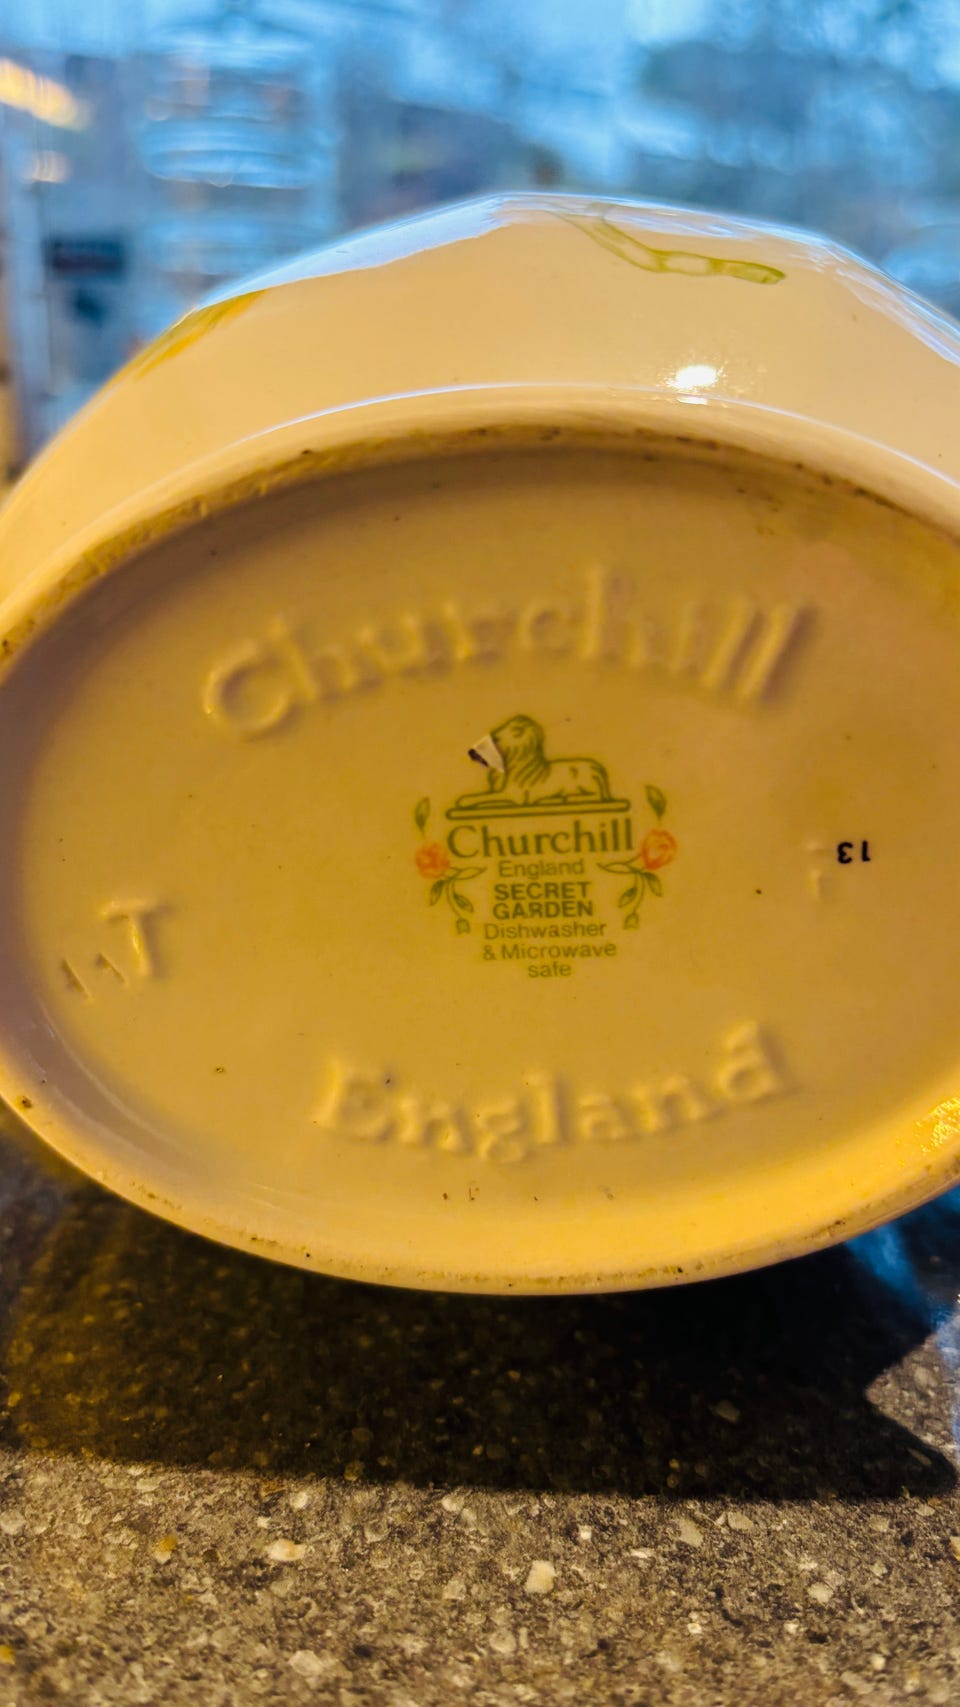 Churchill
Churchill
England
SECRET
GARDEN
Dishwasher
& Microwave
safe
13
T
England